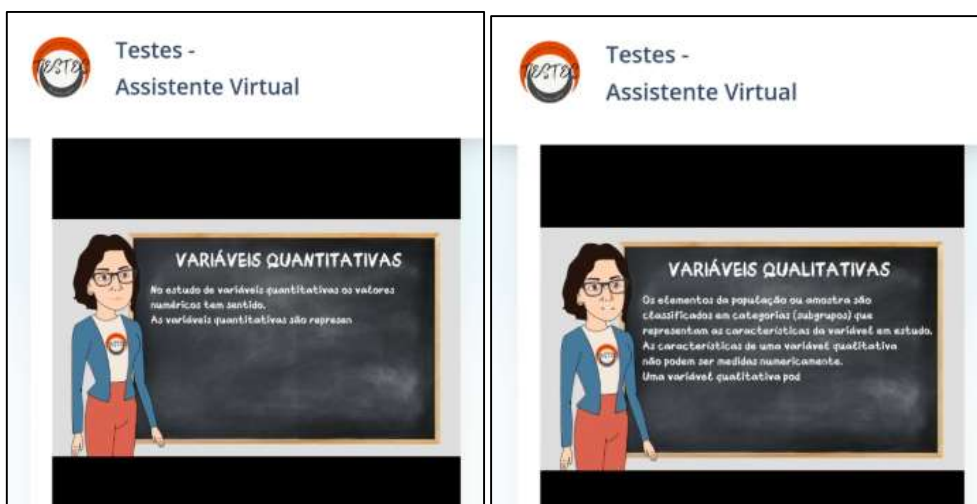 TESTES
Testes -
Assistente Virtual
VARIÁVEIS QUANTITATIVAS
No estudo de variáveis quantitativas os valores
numéricos tem sentido.
As variáveis quantitativas são represen
TESTES
Testes -
Assistente Virtual
VARIÁVEIS QUALITATIVAS
Os elementos da população ou amostra são
classificados em categorias (subgrupos) que
representam as características da variável em estudo.
As características de uma variável qualitativa
não podem ser medidas numericamente.
Uma variável qualitativa pod